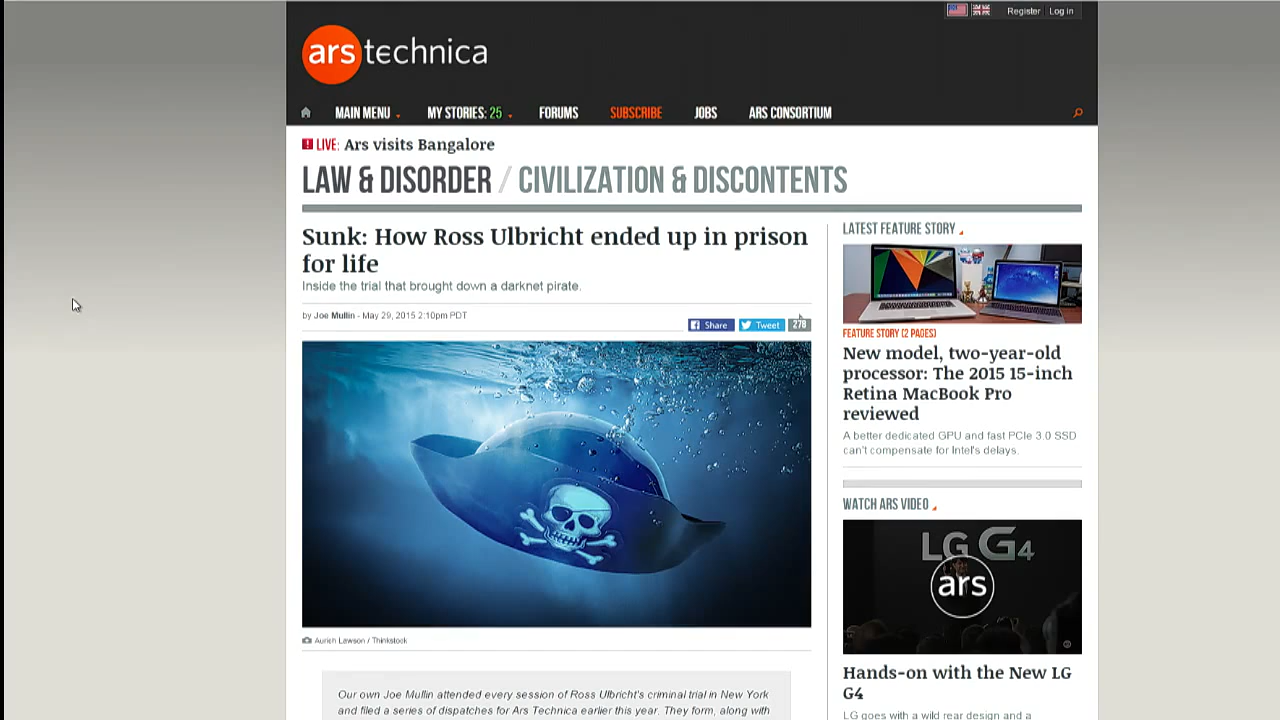 Register Log in
ars technica
MAIN MENU MY STORIES: 25 FORUMS SUBSCRIBE JOBS ARS CONSORTIUM
LIVE: Ars visits Bangalore
LAW & DISORDER / CIVILIZATION & DISCONTENTS
Sunk: How Ross Ulbricht ended up in prison
for life
Inside the trial that brought down a darknet pirate.
by Joe Mullin - May 29, 2015 2:10pm PDT
Share Tweet 278
Aurich Lawson / Thinkstock
Our own Joe Mullin attended every session of Ross Ulbricht's criminal trial in New York
and filed a series of dispatches for Ars Technica earlier this year. They form, along with
LATEST FEATURE STORY
FEATURE STORY (2 PAGES)
New model, two-year-old
processor: The 2015 15-inch
Retina MacBook Pro
reviewed
A better dedicated GPU and fast PCIe 3.0 SSD
can't compensate for Intel's delays.
WATCH ARS VIDEO
LG G4
ars
Hands-on with the New LG
G4
LG goes with a wild rear design and a